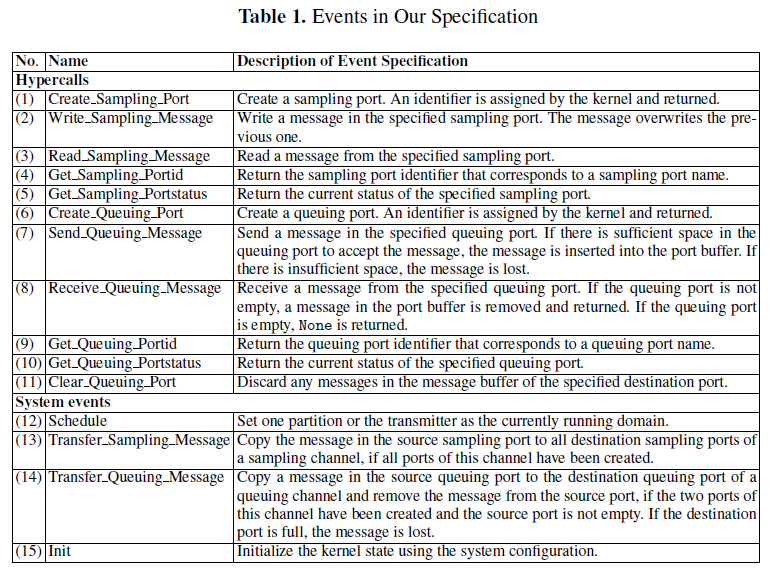 Table 1. Events in Our Specification
No. Name Description of Event Specification
Hypercalls
(1) Create_Sampling_Port Create a sampling port. An identifier is assigned by the kernel and returned.
(2) Write_Sampling_Message Write a message in the specified sampling port. The message overwrites the pre-
vious one.
(3) Read_Sampling_Message Read a message from the specified sampling port.
(4) Get_Sampling_Portid Return the sampling port identifier that corresponds to a sampling port name.
(5) Get_Sampling_Portstatus Return the current status of the specified sampling port.
(6) Create_Queuing_Port Create a queuing port. An identifier is assigned by the kernel and returned.
(7) Send_Queuing_Message Send a message in the specified queuing port. If there is sufficient space in the
queuing port to accept the message, the message is inserted into the port buffer. If
there is insufficient space, the message is lost.
(8) Receive_Queuing_Message Receive a message from the specified queuing port. If the queuing port is not
empty, a message in the port buffer is removed and returned. If the queuing port
is empty, None is returned.
(9) Get_Queuing_Portid Return the queuing port identifier that corresponds to a queuing port name.
(10) Get_Queuing_Portstatus Return the current status of the specified queuing port.
(11) Clear_Queuing_Port Discard any messages in the message buffer of the specified destination port.
System events
(12) Schedule Set one partition or the transmitter as the currently running domain.
(13) Transfer_Sampling_Message Copy the message in the source sampling port to all destination sampling ports of
a sampling channel, if all ports of this channel have been created.
(14) Transfer_Queuing_Message Copy a message in the source queuing port to the destination queuing port of a
queuing channel and remove the message from the source port, if the two ports of
this channel have been created and the source port is not empty. If the destination
port is full, the message is lost.
(15) Init Initialize the kernel state using the system configuration.